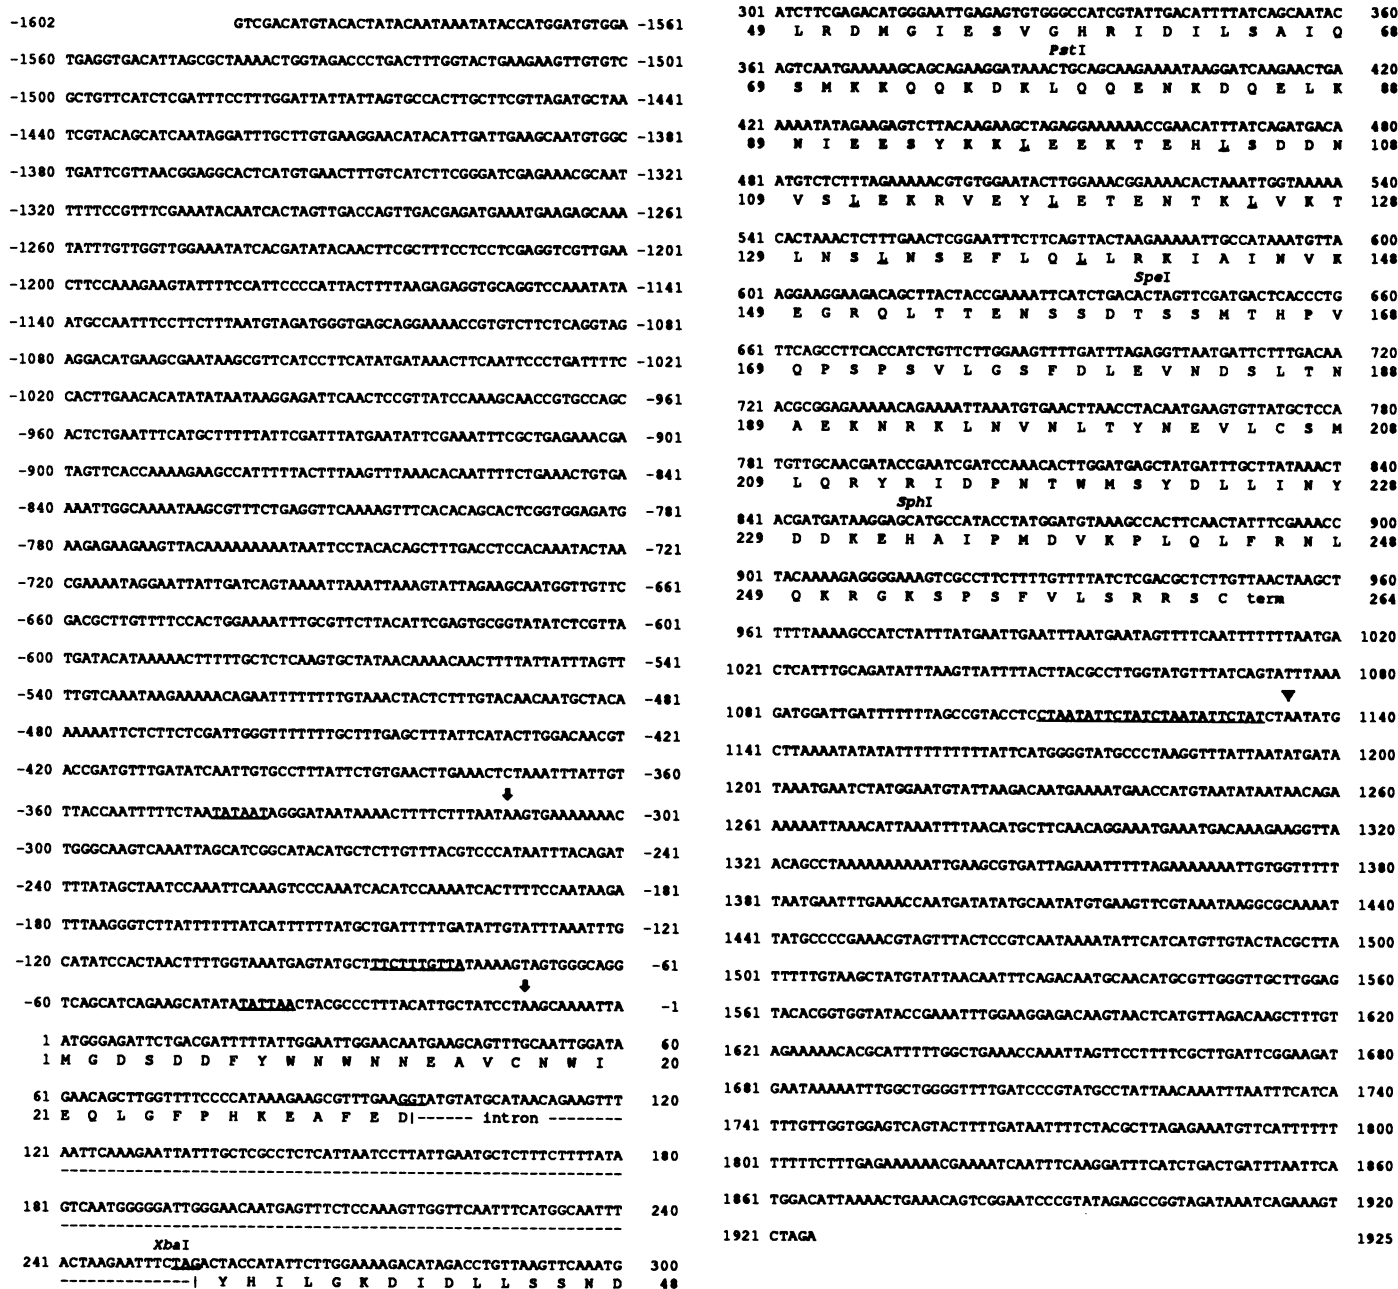 -1602 GTCGACATGTACACTATACAATAAATATACCATGGATGTGGA -1561
-1560 TGAGGTGACATTAGCGCTAAAACTGGTAGACCCTGACTTTGGTACTGAAGAAGTTGTGTC -1501
-1500 GCTGTTCATCTCGATTTCCTTTGGATTATTATTAGTGCCACTTGCTTCGTTAGATGCTAA -1441
-1440 TCGTACAGCATCAATAGGATTTGCTTGTGAAGGAACATACATTGATTGAAGCAATGTGGC -1381
-1380 TGATTCGTTAACGGAGGCACTCATGTGAACTTTGTCATCTTCGGGATCGAGAAACGCAAT -1321
-1320 TTTTCCGTTTCGAAATACAATCACTAGTTGACCAGTTGACGAGATGAAATGAAGAGCAAA -1261
-1260 TATTTGTTGGTTGGAAATATCACGATATACAACTTCGCTTTCCTCCTCGAGGTCGTTGAA -1201
-1200 CTTCCAAAGAAGTATTTTCCATTCCCCATTACTTTTAAGAGAGGTGCAGGTCCAAATATA -1141
-1140 ATGCCAATTTCCTTCTTTAATGTAGATGGGTGAGCAGGAAAACCGTGTCTTCTCAGGTAG -1081
-1080 AGGACATGAAGCGAATAAGCGTTCATCCTTCATATGATAAACTTCAATTCCCTGATTTTC -1021
-1020 CACTTGAACACATATATAATAAGGAGATTCAACTCCGTTATCCAAAGCAACCGTGCCAGC -961
-960 ACTCTGAATTTCATGCTTTTTATTCGATTTATGAATATTCGAAATTTCGCTGAGAAACGA -901
-900 TAGTTCACCAAAAGAAGCCATTTTTACTTTAAGTTTAAACACAATTTTCTGAAACTGTGA -841
-840 AAATTGGCAAAATAAGCGTTTCTGAGGTTCAAAAGTTTCACACAGCACTCGGTGGAGATG -781
-780 AAGAGAAGAAGTTACAAAAAAAAATAATTCCTACACAGCTTTGACCTCCACAAATACTAA -721
-720 CGAAAATAGGAATTATTGATCAGTAAAATTAAATTAAAGTATTAGAAGCAATGGTTGTTC -661
-660 GACGCTTGTTTTCCACTGGAAAATTTGCGTTCTTACATTCGAGTGCGGTATATCTCGTTA -601
-600 TGATACATAAAAACTTTTTGCTCTCAAGTGCTATAACAAAACAACTTTTATTATTTAGTT -541
-540 TTGTCAAATAAGAAAAACAGAATTTTTTTTGTAAACTACTCTTTGTACAACAATGCTACA -481
-480 AAAAATTCTCTTCTCGATTGGGTTTTTTTGCTTTGAGCTTTATTCATACTTGGACAACGT -421
-420 ACCGATGTTTGATATCAATTGTGCCTTTATTCTGTGAACTTGAAACTCTAAATTTATTGT -360
-360 TTACCAATTTTTCTAATATAATAGGGATAATAAAACTTTTCTTTAATAAGTGAAAAAAAC -301
-300 TGGGCAAGTCAAATTAGCATCGGCATACATGCTCTTGTTTACGTCCCATAATTTACAGAT -241
-240 TTTATAGCTAATCCAAATTCAAAGTCCCAAATCACATCCAAAATCACTTTTCCAATAAGA -181
-180 TTTAAGGGTCTTATTTTTTATCATTTTTTATGCTGATTTTTGATATTGTATTTAAATTTG -121
-120 CATATCCACTAACTTTTGGTAAATGAGTATGCTTTCTTTGTTATAAAAGTAGTGGGCAGG -61
-60 TCAGCATCAGAAGCATATATATTAACTACGCCCTTTACATTGCTATCCTAAGCAAAATTA -1
1 ATGGGAGATTCTGACGATTTTTATTGGAATTGGAACAATGAAGCAGTTTGCAATTGGATA 60
1 M G D S D D F Y W N W N N E A V C N W I 20
61 GAACAGCTTGGTTTTCCCCATAAAGAAGCGTTTGAAGGTATGTATGCATAACAGAAGTTT 120
21 E Q L G F P H K E A F E D|------ intron --------
121 AATTCAAAGAATTATTTGCTCGCCTCTCATTAATCCTTATTGAATGCTCTTTCTTTTATA 180
------------------------------------------------------------
181 GTCAATGGGGGATTGGGAACAATGAGTTTCTCCAAAGTTGGTTCAATTTCATGGCAATTT 240
------------------------------------------------------------
XbaI
241 ACTAAGAATTTCTAGACTACCATATTCTTGGAAAAGACATAGACCTGTTAAGTTCAAATG 300
--------------| Y H I L G K D I D L L S S N D 48
301 ATCTTCGAGACATGGGAATTGAGAGTGTGGGCCATCGTATTGACATTTTATCAGCAATAC 360
49 L R D M G I E S V G H R I D I L S A I Q 68
PstI
361 AGTCAATGAAAAAGCAGCAGAAGGATAAACTGCAGCAAGAAAATAAGGATCAAGAACTGA 420
69 S M K K Q Q K D K L Q Q E N K D Q E L K 88
421 AAAATATAGAAGAGTCTTACAAGAAGCTAGAGGAAAAAACCGAACATTTATCAGATGACA 480
89 N I E E S Y K K L E E K T E H L S D D N 108
481 ATGTCTCTTTAGAAAAACGTGTGGAATACTTGGAAACGGAAAACACTAAATTGGTAAAAA 540
109 V S L E K R V E Y L E T E N T K L V K T 128
541 CACTAAACTCTTTGAACTCGGAATTTCTTCAGTTACTAAGAAAAATTGCCATAAATGTTA 600
129 L N S L N S E F L Q L L R K I A I N V K 148
SpeI
601 AGGAAGGAAGACAGCTTACTACCGAAAATTCATCTGACACTAGTTCGATGACTCACCCTG 660
149 E G R Q L T T E N S S D T S S M T H P V 168
661 TTCAGCCTTCACCATCTGTTCTTGGAAGTTTTGATTTAGAGGTTAATGATTCTTTGACAA 720
169 Q P S P S V L G S F D L E V N D S L T N 188
721 ACGCGGAGAAAAACAGAAAATTAAATGTGAACTTAACCTACAATGAAGTGTTATGCTCCA 780
189 A E K N R K L N V N L T Y N E V L C S M 208
781 TGTTGCAACGATACCGAATCGATCCAAACACTTGGATGAGCTATGATTTGCTTATAAACT 840
209 L Q R Y R I D P N T W M S Y D L L I N Y 228
SphI
841 ACGATGATAAGGAGCATGCCATACCTATGGATGTAAAGCCACTTCAACTATTTCGAAACC 900
229 D D K E H A I P M D V K P L Q L F R N L 248
901 TACAAAAGAGGGGAAAGTCGCCTTCTTTTGTTTTATCTCGACGCTCTTGTTAACTAAGCT 960
249 Q K R G K S P S F V L S R R S C term 264
961 TTTTAAAAGCCATCTATTTATGAATTGAATTTAATGAATAGTTTTCAATTTTTTTAATGA 1020
1021 CTCATTTGCAGATATTTAAGTTATTTTACTTACGCCTTGGTATGTTTATCAGTATTTAAA 1080
1081 GATGGATTGATTTTTTTAGCCGTACCTCCTAATATTCTATCTAATATTCTATCTAATATG 1140
1141 CTTAAAATATATATTTTTTTTTTTATTCATGGGGTATGCCCTAAGGTTTATTAATATGATA 1200
1201 TAAATGAATCTATGGAATGTATTAAGACAATGAAAATGAACCATGTAATATAATAACAGA 1260
1261 AAAAATTAAACATTAAATTTTAACATGCTTCAACAGGAAATGAAATGACAAAGAAGGTTA 1320
1321 ACAGCCTAAAAAAAAAATTGAAGCGTGATTAGAAATTTTTAGAAAAAAATTGTGGTTTTT 1380
1381 TAATGAATTTGAAACCAATGATATATGCAATATGTGAAGTTCGTAAATAAGGCGCAAAAT 1440
1441 TATGCCCCGAAACGTAGTTTACTCCGTCAATAAAATATTCATCATGTTGTACTACGCTTA 1500
1501 TTTTTGTAAGCTATGTATTAACAATTTCAGACAATGCAACATGCGTTGGGTTGCTTGGAG 1560
1561 TACACGGTGGTATACCGAAATTTGGAAGGAGACAAGTAACTCATGTTAGACAAGCTTTGT 1620
1621 AGAAAAACACGCATTTTTGGCTGAAACCAAATTAGTTCCTTTTCGCTTGATTCGGAAGAT 1680
1681 GAATAAAAATTTGGCTGGGGTTTTGATCCCGTATGCCTATTAACAAATTTAATTTCATCA 1740
1741 TTTGTTGGTGGAGTCAGTACTTTTGATAATTTTCTACGCTTAGAGAAATGTTCATTTTTT 1800
1801 TTTTTCTTTGAGAAAAAACGAAAATCAATTTCAAGGATTTCATCTGACTGATTTAATTCA 1860
1861 TGGACATTAAAACTGAAACAGTCGGAATCCCGTATAGAGCCGGTAGATAAATCAGAAAGT 1920
1921 CTAGA 1925